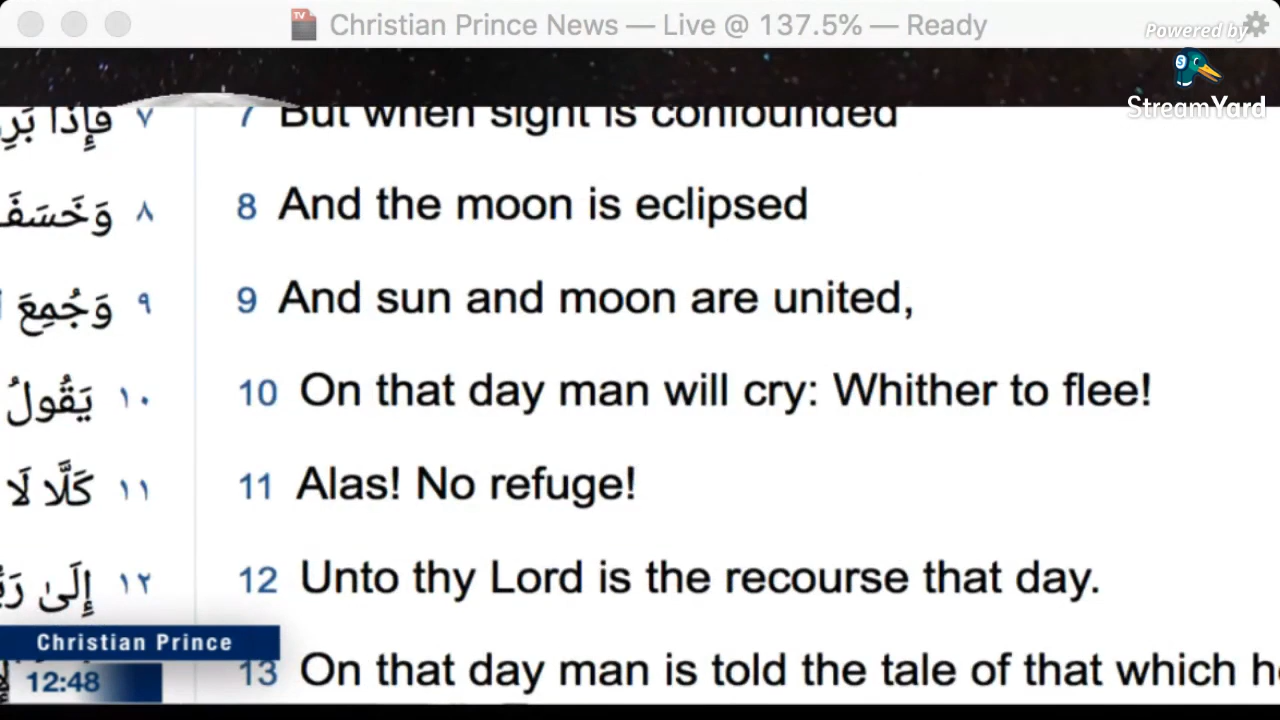 Christian Prince News — Live @ 137.5% — Ready
Powered by
StreamYard
7 But when sight is confounded
٧ فَإِذَا
8 And the moon is eclipsed
٨
9 And sun and moon are united,
٩ وَجُمِعَ
10 On that day man will cry: Whither to flee!
١٠ يَقُولُ
11 Alas! No refuge!
١١ كَلَّا لَا
12 Unto thy Lord is the recourse that day.
١٢ إِلَىٰ
Christian Prince
13 On that day man is told the tale of that which
12:48